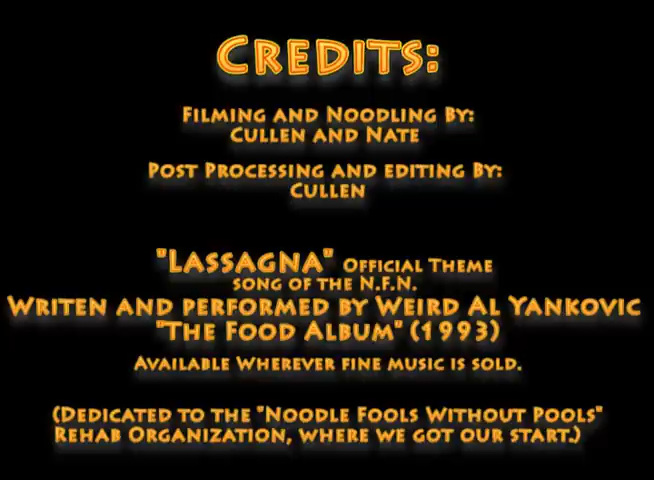 CREDITS:
FILMING AND NOODLING BY:
CULLEN AND NATE
POST PROCESSING AND EDITING BY:
CULLEN
"LASSAGNA" OFFICIAL THEME
SONG OF THE N.F.N.
WRITEN AND PERFORMED BY WEIRD AL YANKOVIC
"THE FOOD ALBUM" (1993)
AVAILABLE WHEREVER FINE MUSIC IS SOLD.
(DEDICATED TO THE "NOODLE FOOLS WITHOUT POOLS"
REHAB ORGANIZATION, WHERE WE GOT OUR START.)